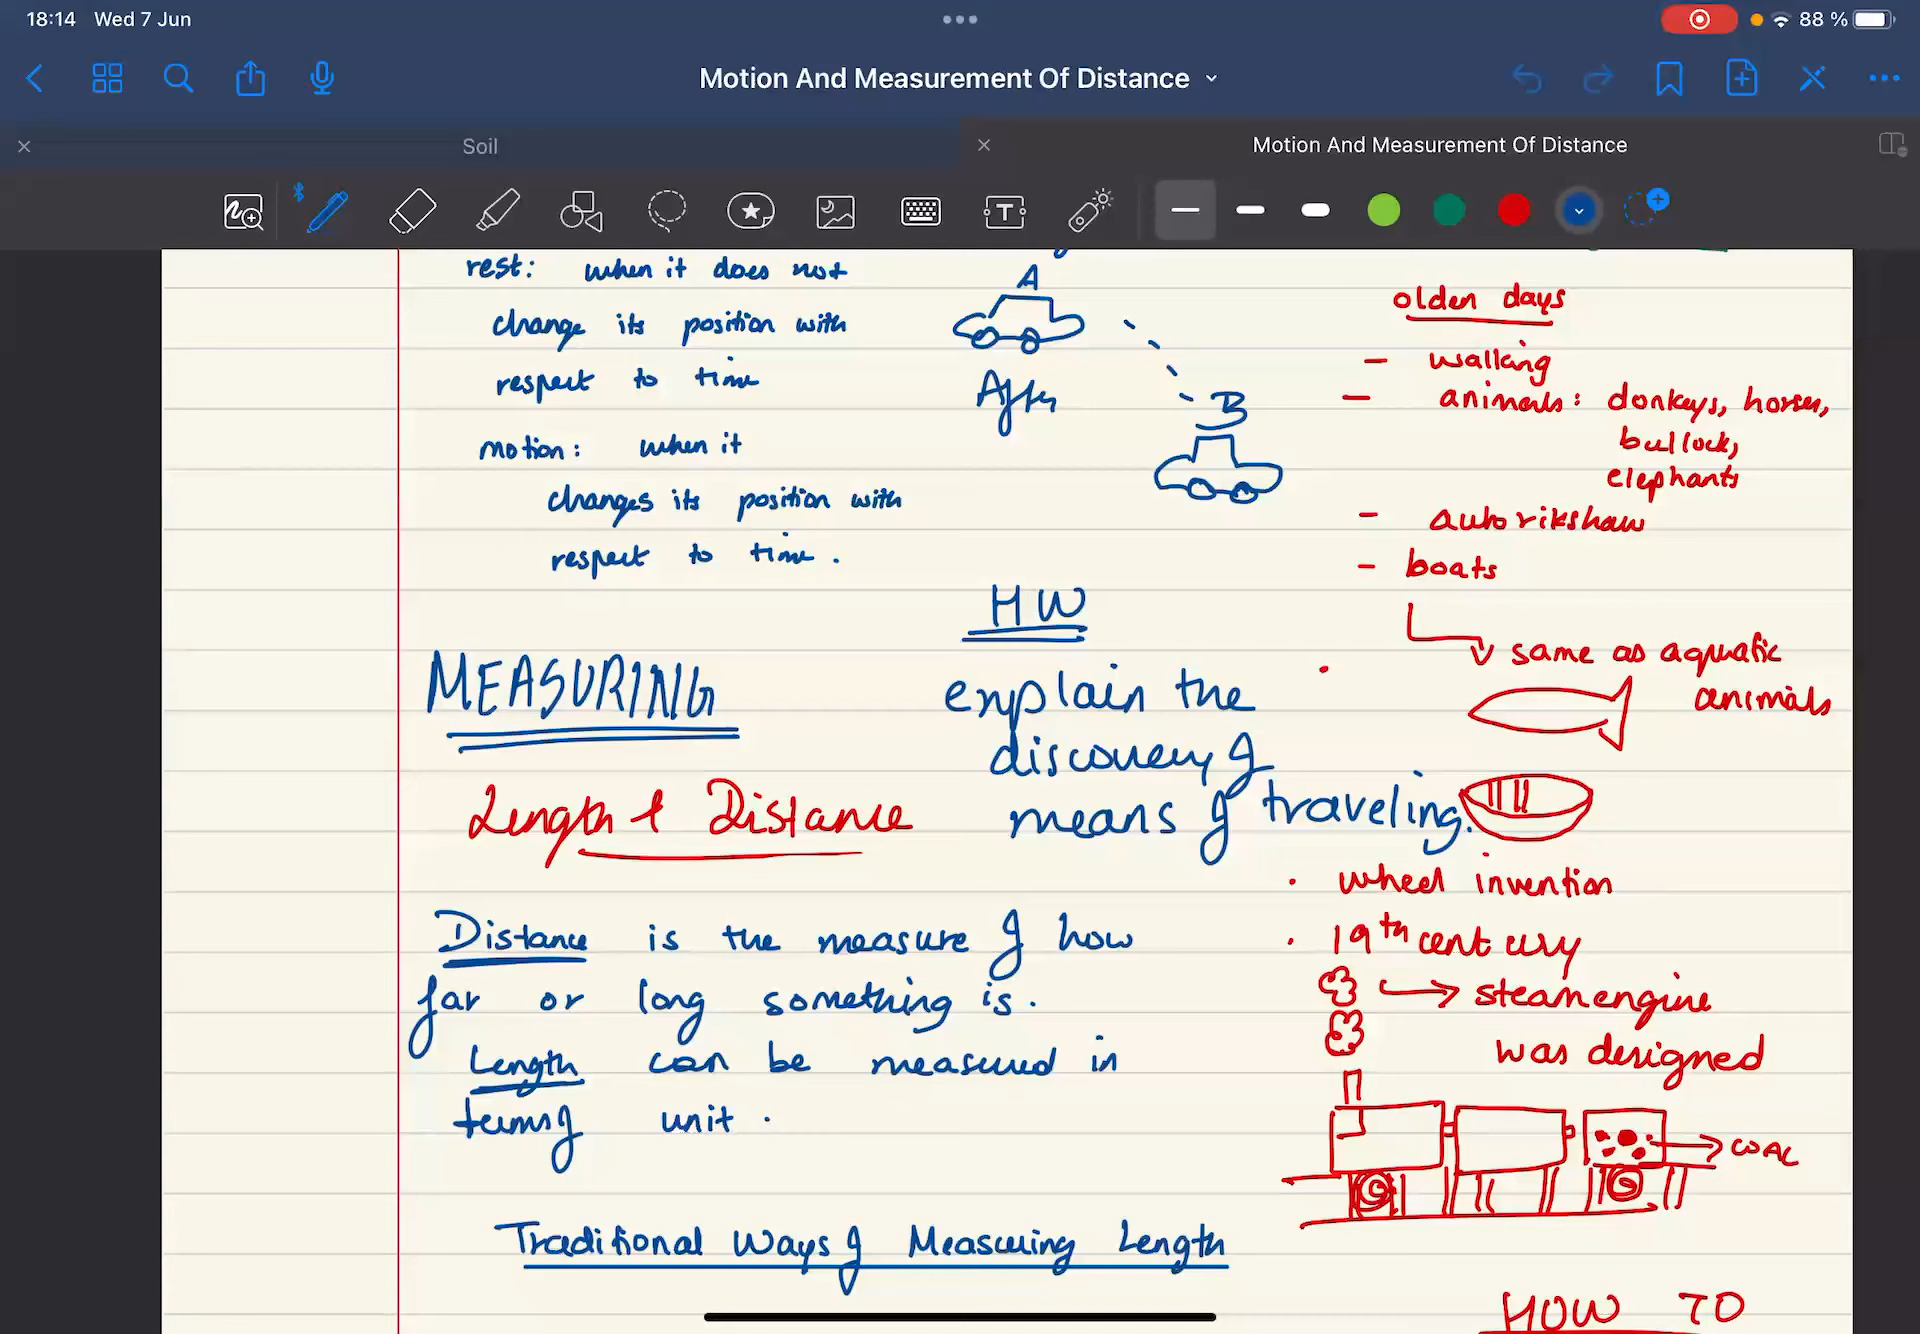 18:14 Wed 7 Jun
88 %
Motion And Measurement Of Distance
Soil
Motion And Measurement Of Distance
rest: when it does not
change its position with
respect to time
motion: when it
changes its position with
respect to time.
A
After
B
HW
explain the
discovery of
means of traveling.
MEASURING
Length & Distance
Distance is the measure of how
far or long something is.
Length can be measured in
terms of unit.
Traditional Ways of Measuring Length
olden days
- walking
- animals: donkeys, horses,
bullock,
elephants
- auto rikshaw
- boats
same as aquatic
animals
• wheel invention
• 19th century
→ steam engine
was designed
→ COAL
HOW TO